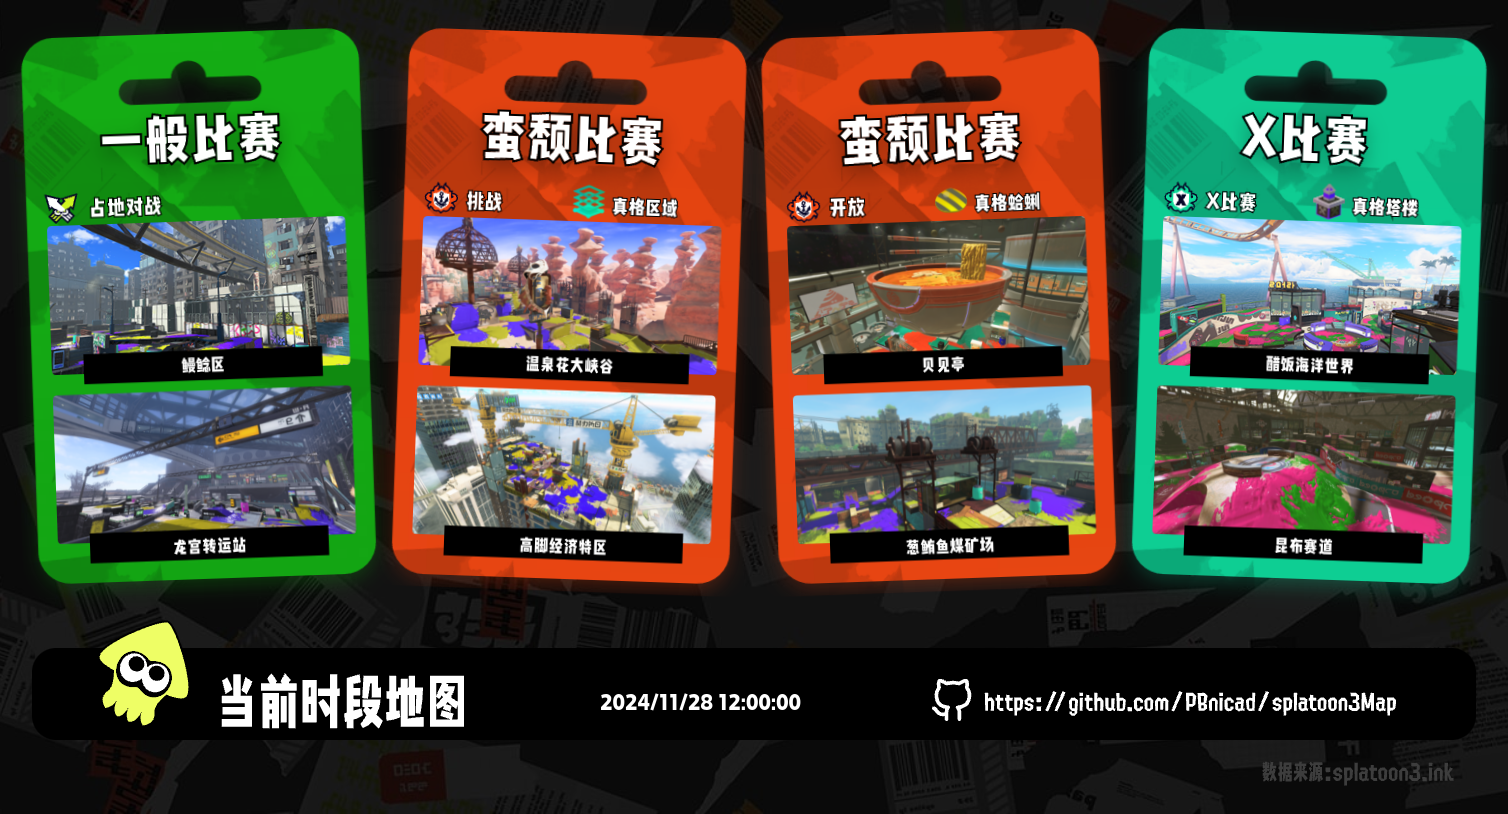 一般比赛
占地对战
鳗鲶区
龙宫转运站
蛮颓比赛
挑战
真格区域
温泉花大峡谷
高脚经济特区
蛮颓比赛
开放
真格蛤蜊
贝见亭
葱鲔鱼煤矿场
X比赛
X比赛
真格塔楼
醋饭海洋世界
昆布赛道
当前时段地图
2024/11/28 12:00:00
https://github.com/PBnicad/splatoon3Map
数据来源:splatoon3.ink